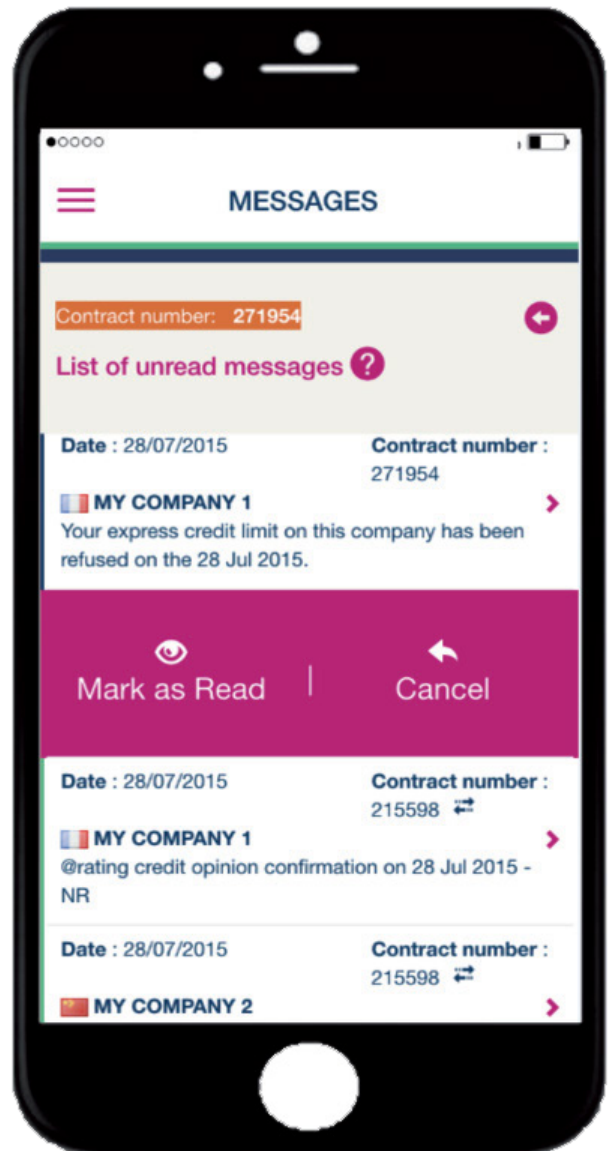 MESSAGES
Contract number: 271954
List of unread messages ?
Date : 28/07/2015 Contract number :
271954
MY COMPANY 1
Your express credit limit on this company has been
refused on the 28 Jul 2015.
Mark as Read | Cancel
Date : 28/07/2015 Contract number :
215598
MY COMPANY 1
@rating credit opinion confirmation on 28 Jul 2015 -
NR
Date : 28/07/2015 Contract number :
215598
MY COMPANY 2